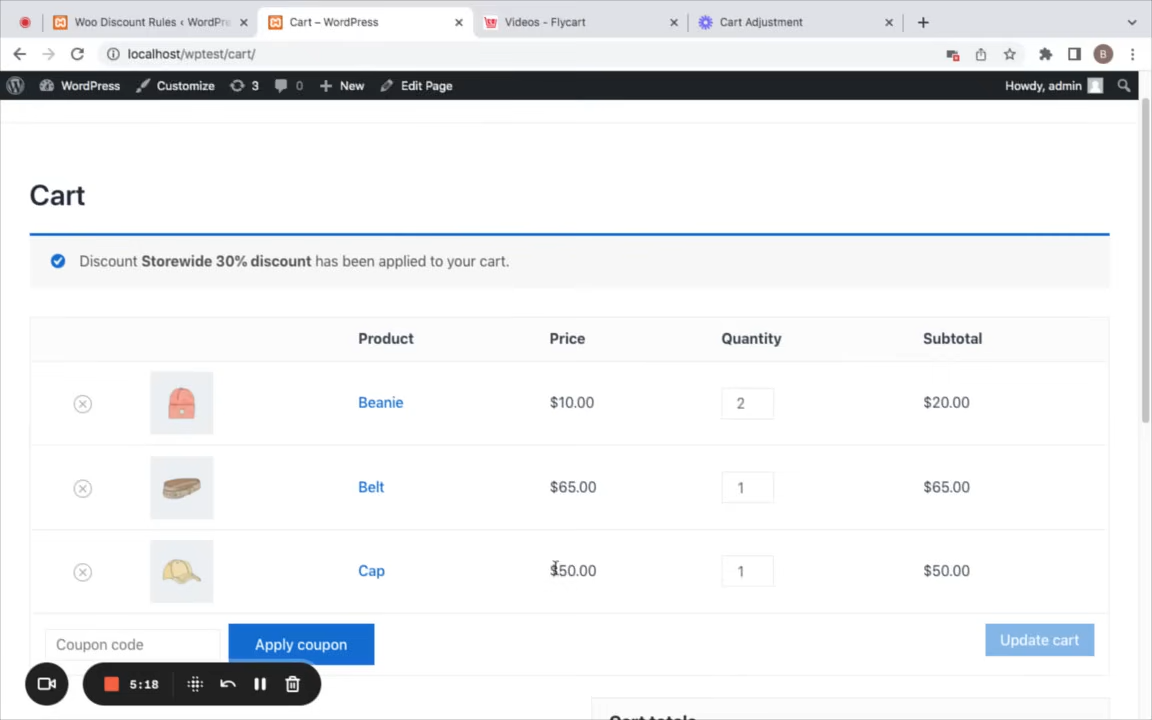 Woo Discount Rules ‹ WordPre
Cart – WordPress
Videos - Flycart
Cart Adjustment
localhost/wptest/cart/
B
WordPress
Customize
3
0
New
Edit Page
Howdy, admin
Cart
Discount Storewide 30% discount has been applied to your cart.
Product Price Quantity Subtotal
Beanie $10.00 2 $20.00
Belt $65.00 1 $65.00
Cap $50.00 1 $50.00
Coupon code
Apply coupon
Update cart
5:18
Cart totals